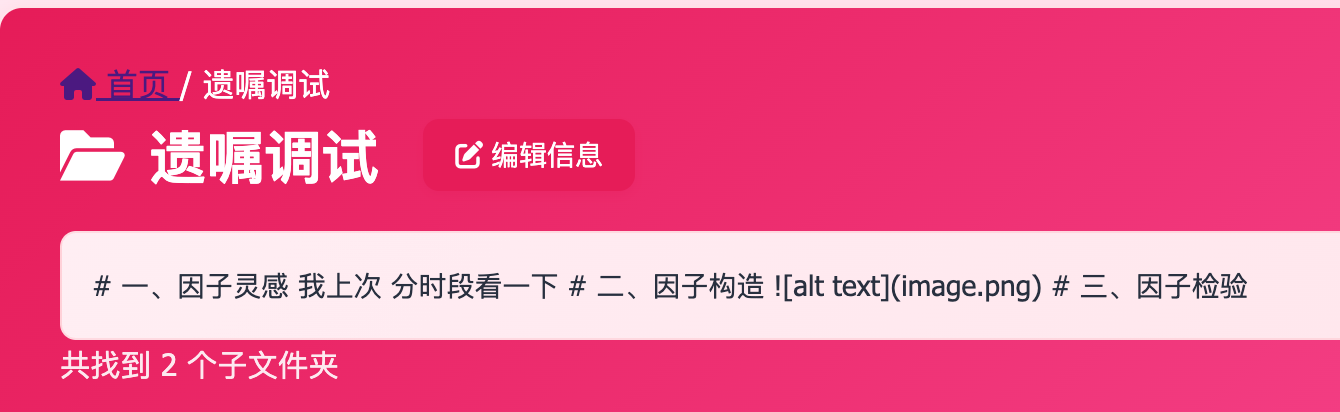 首页 / 遗嘱调试
遗嘱调试
编辑信息
# 一、因子灵感 我上次 分时段看一下 # 二、因子构造 ![alt text](image.png) # 三、因子检验
共找到 2 个子文件夹